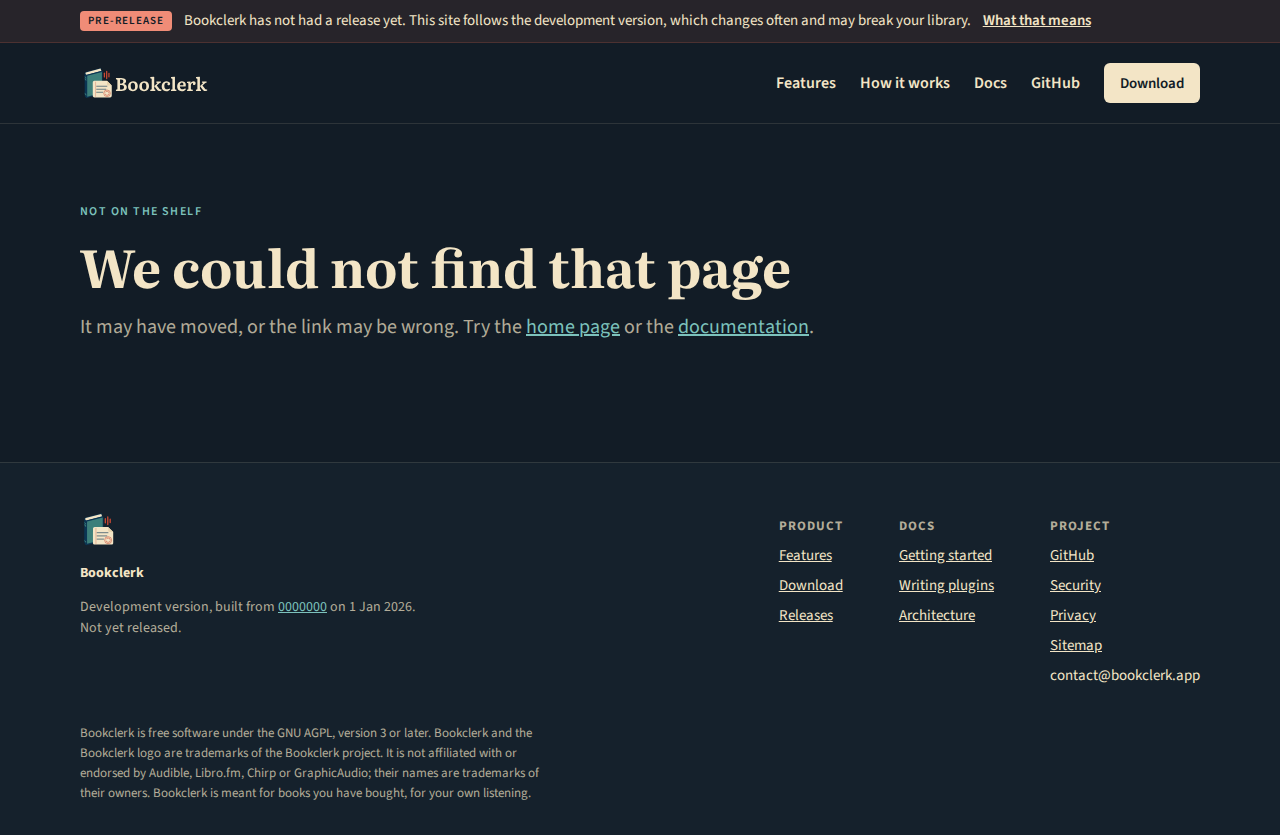 PRE-RELEASE Bookclerk has not had a release yet. This site follows the development version, which changes often and may break your library. What that means
Bookclerk Features How it works Docs GitHub Download
NOT ON THE SHELF
We could not find that page
It may have moved, or the link may be wrong. Try the home page or the documentation.
Bookclerk
Development version, built from 0000000 on 1 Jan 2026.
Not yet released.
PRODUCT
Features
Download
Releases
DOCS
Getting started
Writing plugins
Architecture
PROJECT
GitHub
Security
Privacy
Sitemap
contact@bookclerk.app
Bookclerk is free software under the GNU AGPL, version 3 or later. Bookclerk and the
Bookclerk logo are trademarks of the Bookclerk project. It is not affiliated with or
endorsed by Audible, Libro.fm, Chirp or GraphicAudio; their names are trademarks of
their owners. Bookclerk is meant for books you have bought, for your own listening.